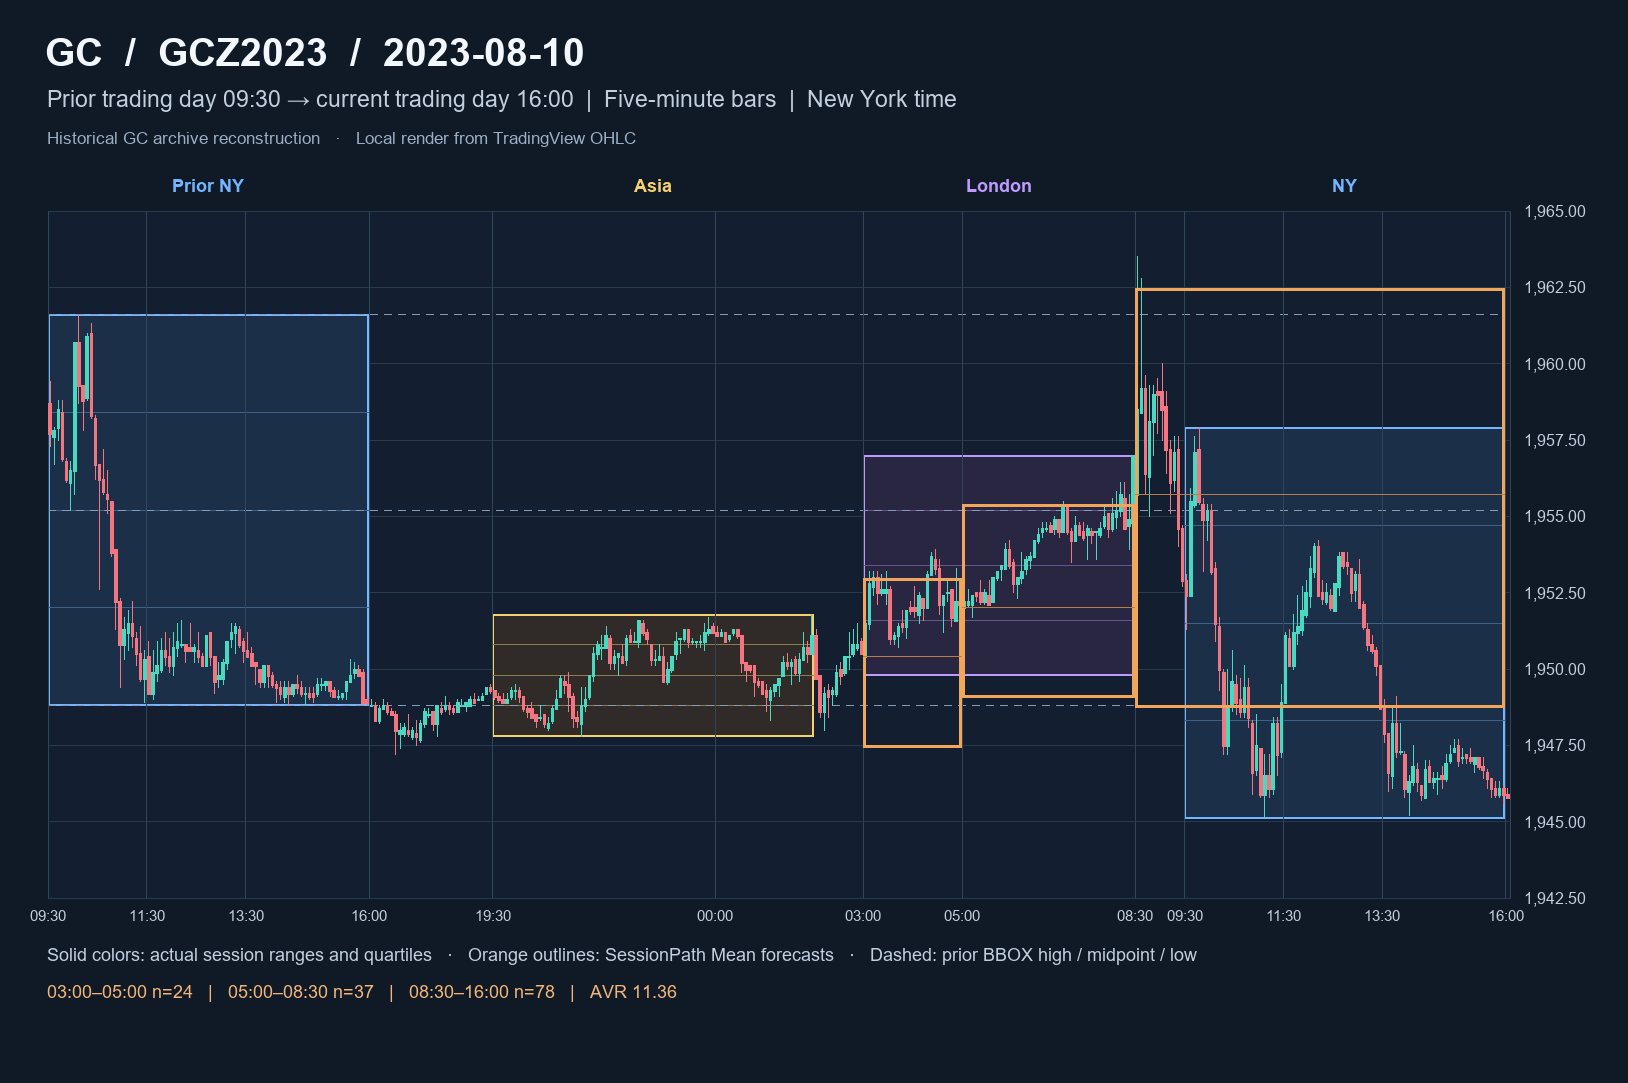 GC / GCZ2023 / 2023-08-10
Prior trading day 09:30 → current trading day 16:00 | Five-minute bars | New York time
Historical GC archive reconstruction · Local render from TradingView OHLC
Prior NY Asia London NY
1,965.00
1,962.50
1,960.00
1,957.50
1,955.00
1,952.50
1,950.00
1,947.50
1,945.00
1,942.50
09:30 11:30 13:30 16:00 19:30 00:00 03:00 05:00 08:30 09:30 11:30 13:30 16:00
Solid colors: actual session ranges and quartiles · Orange outlines: SessionPath Mean forecasts · Dashed: prior BBOX high / midpoint / low
03:00–05:00 n=24 | 05:00–08:30 n=37 | 08:30–16:00 n=78 | AVR 11.36